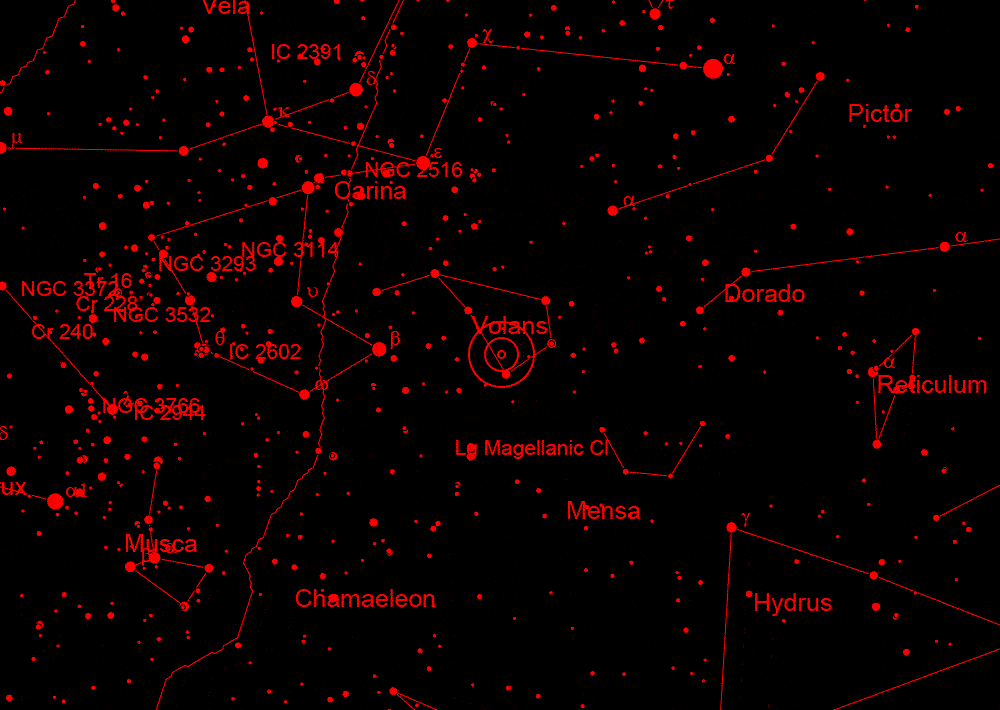 Vela
τ
IC 2391
χ
δ
α
κ
Pictor
μ
ε
NGC 2516
Carina
α
α
NGC 3114
NGC 3293
Tr 16
NGC 3372
υ
Dorado
Cr 228
NGC 3532
Volans
Cr 240
θ
β
IC 2602
α
Reticulum
ω
NGC 3766
IC 2944
δ
Lg Magellanic Cl
ux
α1
Mensa
γ
Musca
β
α
Chamaeleon
Hydrus